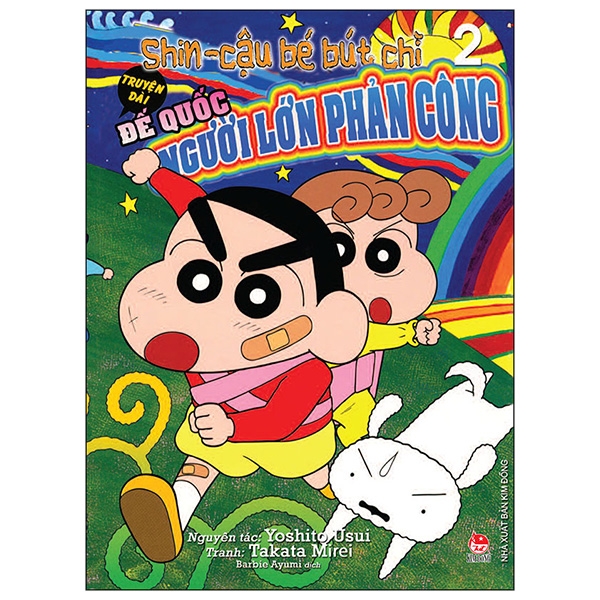 Shin-cậu bé bút chì 2
TRUYỆN DÀI
ĐẾ QUỐC
NGƯỜI LỚN PHẢN CÔNG
Nguyên tác: Yoshito Usui
Tranh: Takata Mirei
Barbie Ayumi dịch
NHÀ XUẤT BẢN KIM ĐỒNG